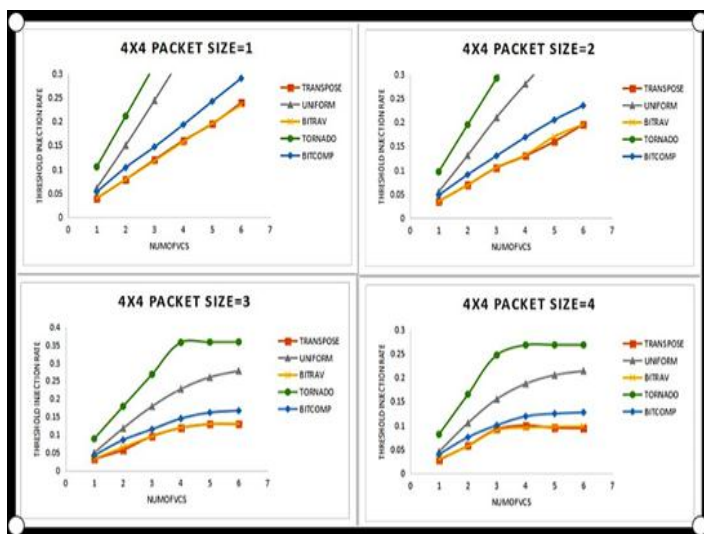 4X4 PACKET SIZE=1
THRESHOLD INJECTION RATE
0.3
0.25
0.2
0.15
0.1
0.05
0
0 1 2 3 4 5 6 7
NUMOFVCS
TRANSPOSE
UNIFORM
BITRAV
TORNADO
BITCOMP
4X4 PACKET SIZE=2
THRESHOLD INJECTION RATE
0.3
0.25
0.2
0.15
0.1
0.05
0
0 1 2 3 4 5 6 7
NUMOFVCS
TRANSPOSE
UNIFORM
BITRAV
TORNADO
BITCOMP
4X4 PACKET SIZE=3
THRESHOLD INJECTION RATE
0.4
0.35
0.3
0.25
0.2
0.15
0.1
0.05
0
0 1 2 3 4 5 6 7
NUMOFVCS
TRANSPOSE
UNIFORM
BITRAV
TORNADO
BITCOMP
4X4 PACKET SIZE=4
THRESHOLD INJECTION RATE
0.3
0.25
0.2
0.15
0.1
0.05
0
0 1 2 3 4 5 6 7
NUMOFVCS
TRANSPOSE
UNIFORM
BITRAV
TORNADO
BITCOMP